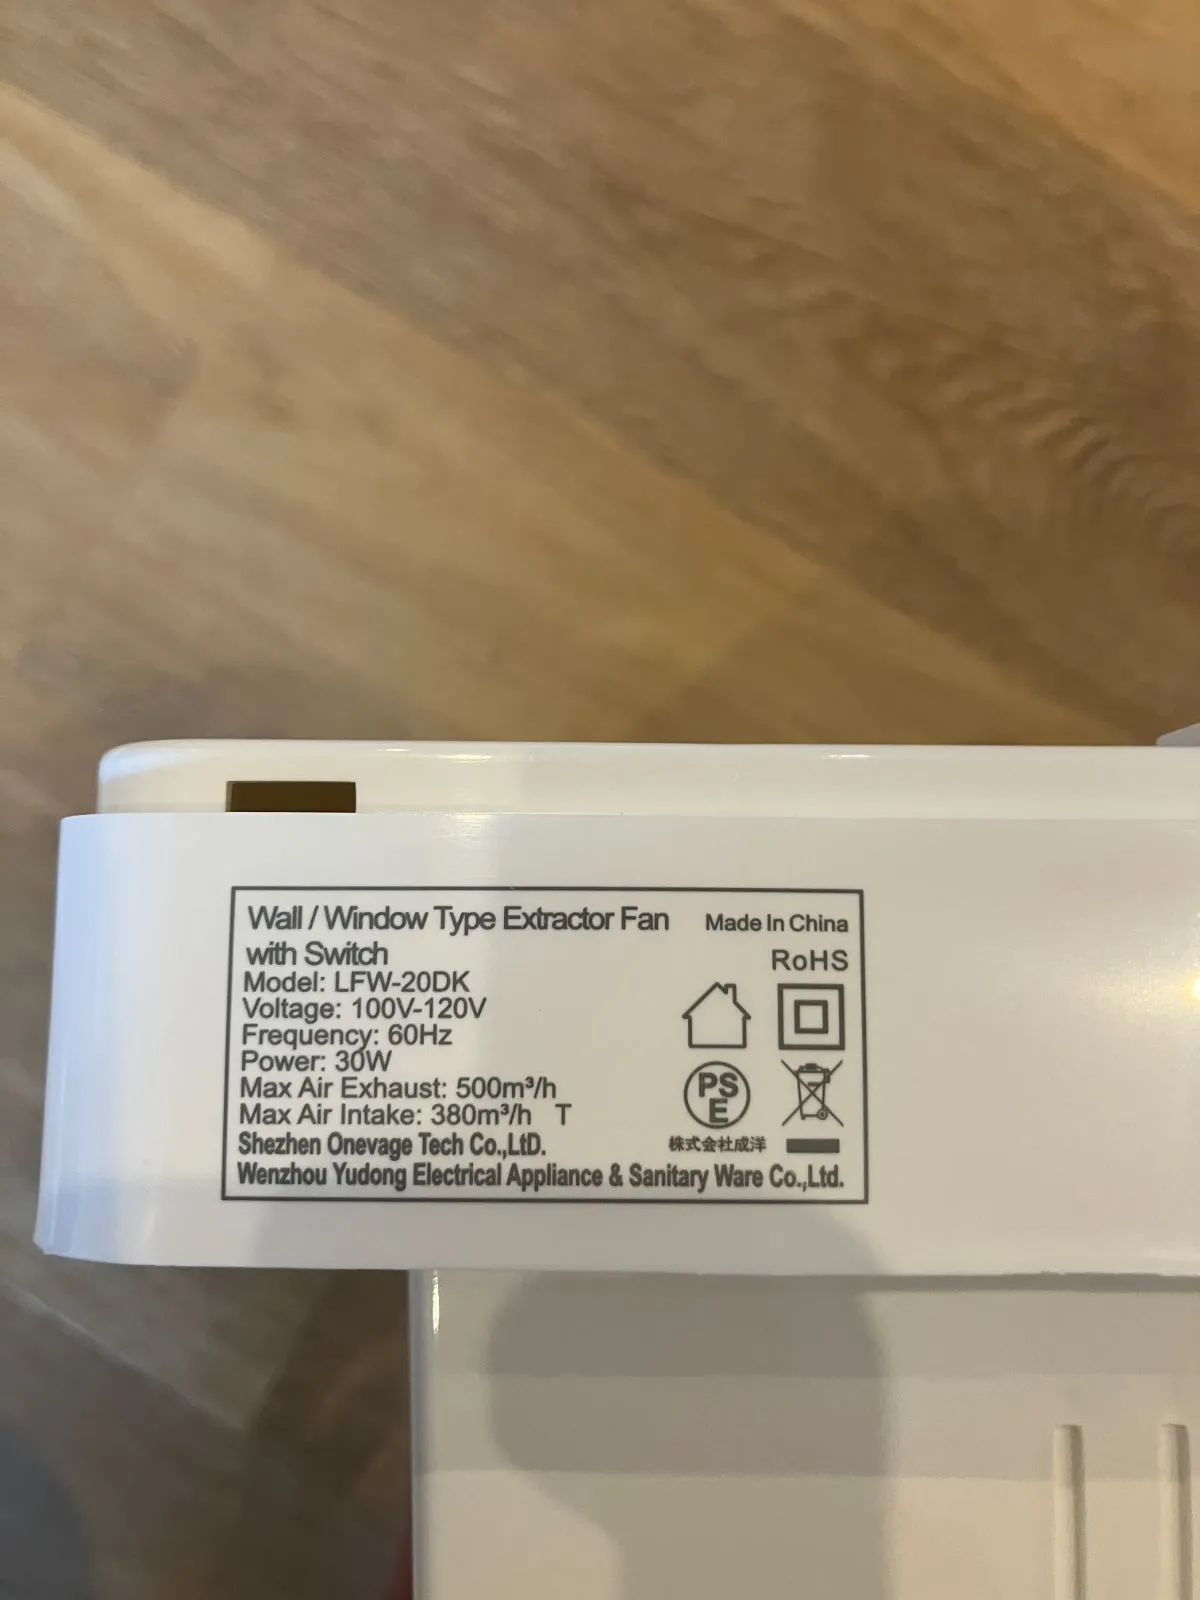 Wall / Window Type Extractor Fan
with Switch
Made In China
RoHS
Model: LFW-20DK
Voltage: 100V-120V
Frequency: 60Hz
Power: 30W
Max Air Exhaust: 500m³/h
Max Air Intake: 380m³/h T
PS
E
株式会社成洋
Shezhen Onevage Tech Co.,LtD.
Wenzhou Yudong Electrical Appliance & Sanitary Ware Co.,Ltd.